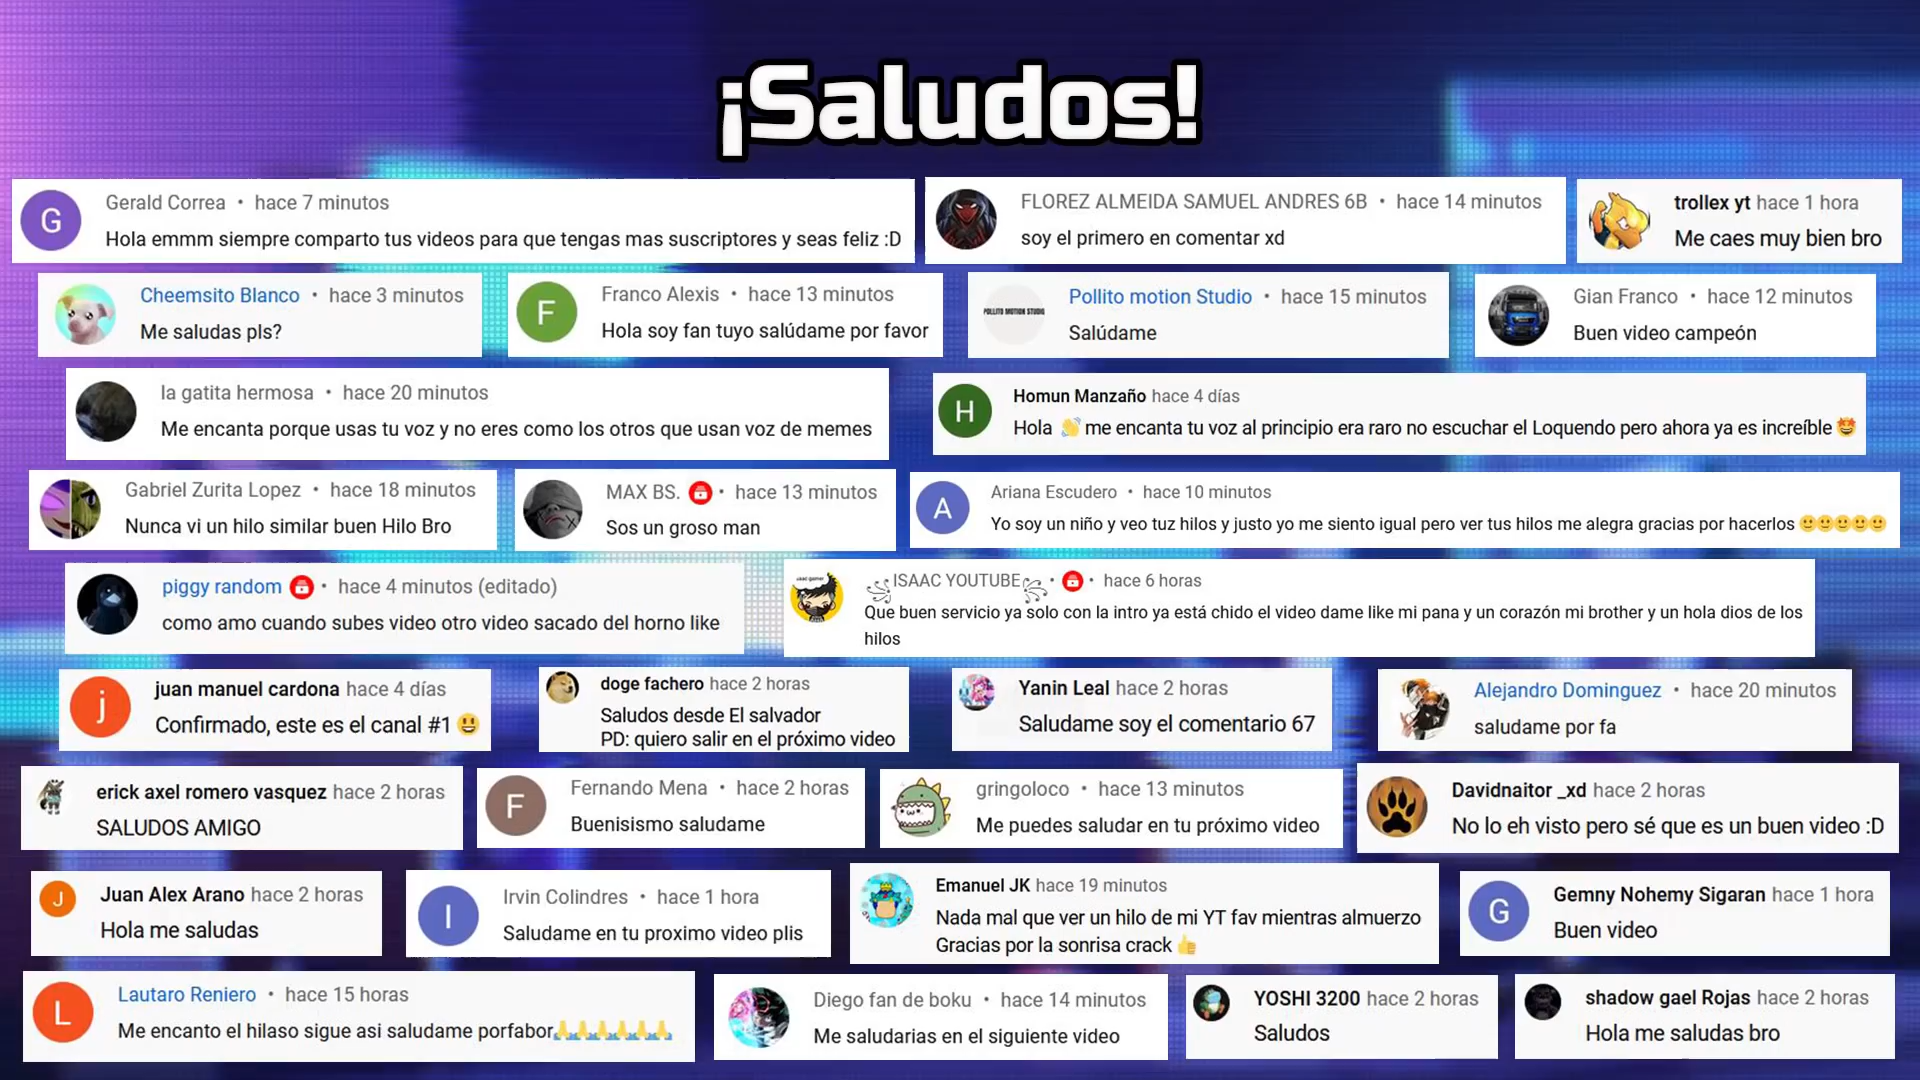 ¡Saludos!
Gerald Correa • hace 7 minutos
Hola emmm siempre comparto tus videos para que tengas mas suscriptores y seas feliz :D
FLOREZ ALMEIDA SAMUEL ANDRES 6B • hace 14 minutos
soy el primero en comentar xd
trollex yt hace 1 hora
Me caes muy bien bro
Cheemsito Blanco • hace 3 minutos
Me saludas pls?
Franco Alexis • hace 13 minutos
Hola soy fan tuyo salúdame por favor
POLLITO MOTION STUDIO
Pollito motion Studio • hace 15 minutos
Salúdame
Gian Franco • hace 12 minutos
Buen video campeón
la gatita hermosa • hace 20 minutos
Me encanta porque usas tu voz y no eres como los otros que usan voz de memes
Homun Manzaño hace 4 días
Hola 👋 me encanta tu voz al principio era raro no escuchar el Loquendo pero ahora ya es increíble 🤩
Gabriel Zurita Lopez • hace 18 minutos
Nunca vi un hilo similar buen Hilo Bro
MAX BS. • hace 13 minutos
Sos un groso man
Ariana Escudero • hace 10 minutos
Yo soy un niño y veo tuz hilos y justo yo me siento igual pero ver tus hilos me alegra gracias por hacerlos 🙂🙂🙂🙂🙂
piggy random • hace 4 minutos (editado)
como amo cuando subes video otro video sacado del horno like
ISAAC YOUTUBE • hace 6 horas
Que buen servicio ya solo con la intro ya está chido el video dame like mi pana y un corazón mi brother y un hola dios de los
hilos
juan manuel cardona hace 4 días
Confirmado, este es el canal #1 😃
doge fachero hace 2 horas
Saludos desde El salvador
PD: quiero salir en el próximo video
Yanin Leal hace 2 horas
Saludame soy el comentario 67
Alejandro Dominguez • hace 20 minutos
saludame por fa
erick axel romero vasquez hace 2 horas
SALUDOS AMIGO
Fernando Mena • hace 2 horas
Buenisismo saludame
gringoloco • hace 13 minutos
Me puedes saludar en tu próximo video
Davidnaitor _xd hace 2 horas
No lo eh visto pero sé que es un buen video :D
Juan Alex Arano hace 2 horas
Hola me saludas
Irvin Colindres • hace 1 hora
Saludame en tu proximo video plis
Emanuel JK hace 19 minutos
Nada mal que ver un hilo de mi YT fav mientras almuerzo
Gracias por la sonrisa crack 👍
Gemny Nohemy Sigaran hace 1 hora
Buen video
Lautaro Reniero • hace 15 horas
Me encanto el hilaso sigue asi saludame porfabor🙏🙏🙏🙏🙏🙏
Diego fan de boku • hace 14 minutos
Me saludarias en el siguiente video
YOSHI 3200 hace 2 horas
Saludos
shadow gael Rojas hace 2 horas
Hola me saludas bro